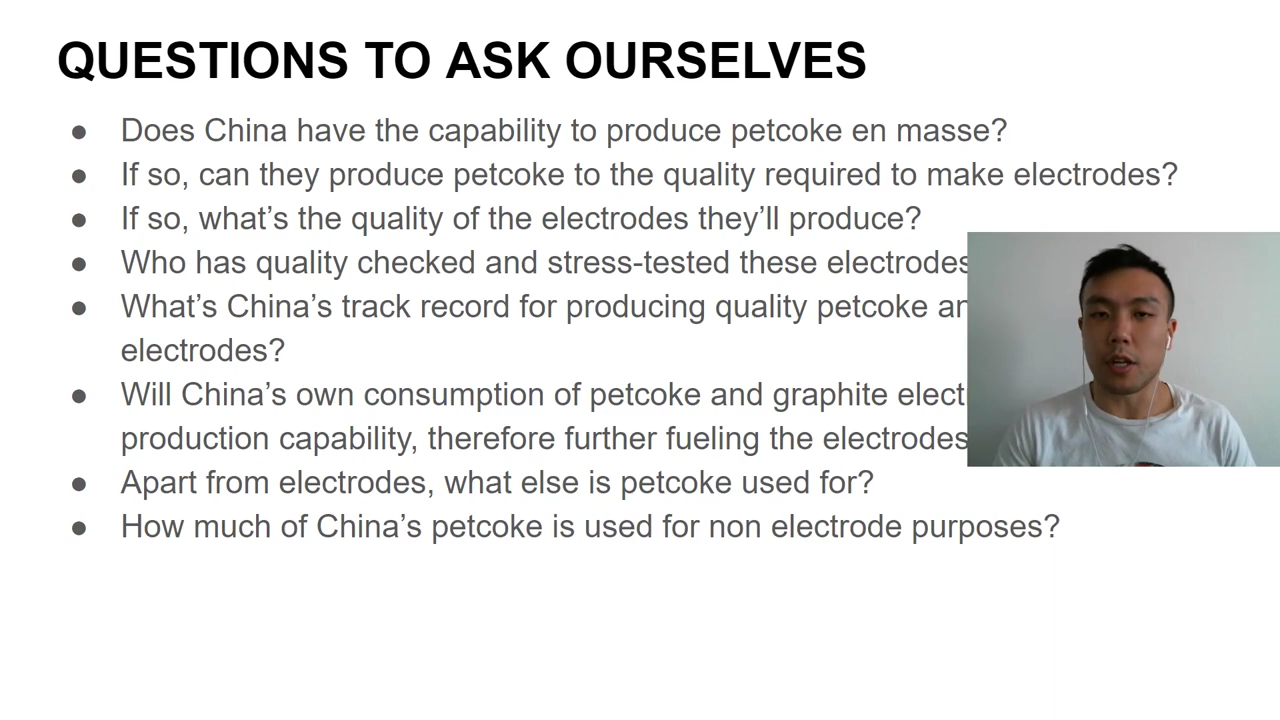 QUESTIONS TO ASK OURSELVES
● Does China have the capability to produce petcoke en masse?
● If so, can they produce petcoke to the quality required to make electrodes?
● If so, what’s the quality of the electrodes they’ll produce?
● Who has quality checked and stress-tested these electrodes
● What’s China’s track record for producing quality petcoke
electrodes?
● Will China’s own consumption of petcoke and graphite
production capability, therefore further fueling the electrodes
● Apart from electrodes, what else is petcoke used for?
● How much of China’s petcoke is used for non electrode purposes?